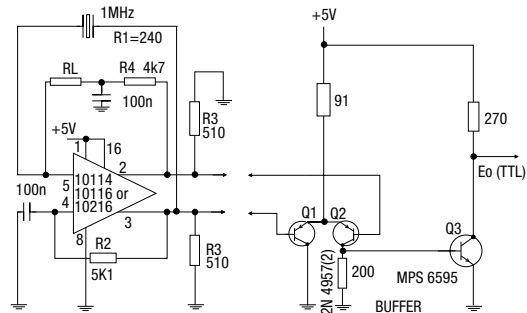 1MHz
R1=240
RL
R4 4k7
100n
R3
510
+5V
1
16
2
10114
10116 or
10216
5
4
3
8
100n
R2
5K1
R3
510
+5V
91
270
Eo (TTL)
Q1
Q2
Q3
2N 4957(2)
200
MPS 6595
BUFFER